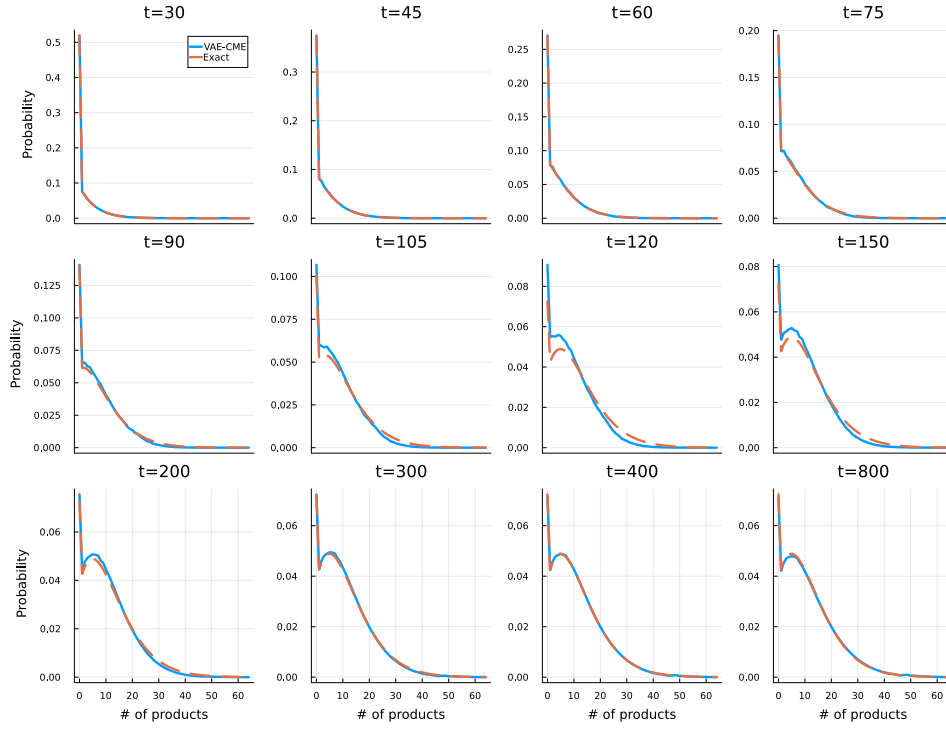 t=30
t=45
t=60
t=75
Probability
0.5
0.4
0.3
0.2
0.1
0.0
VAE-CME
Exact
0.3
0.2
0.1
0.0
0.25
0.20
0.15
0.10
0.05
0.00
0.20
0.15
0.10
0.05
0.00
t=90
t=105
t=120
t=150
Probability
0.125
0.100
0.075
0.050
0.025
0.000
0.100
0.075
0.050
0.025
0.000
0.08
0.06
0.04
0.02
0.00
0.08
0.06
0.04
0.02
0.00
t=200
t=300
t=400
t=800
Probability
0.06
0.04
0.02
0.00
0.06
0.04
0.02
0.00
0.06
0.04
0.02
0.00
0.06
0.04
0.02
0.00
0 10 20 30 40 50 60
0 10 20 30 40 50 60
0 10 20 30 40 50 60
0 10 20 30 40 50 60
# of products
# of products
# of products
# of products